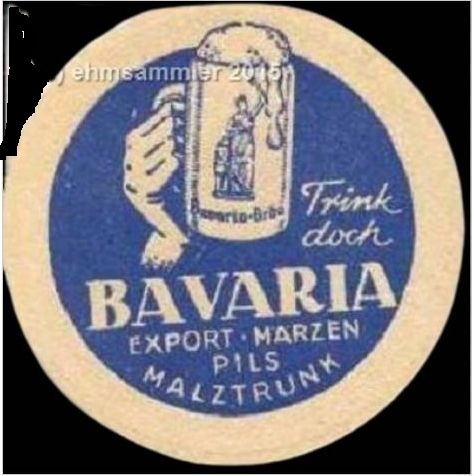 ) ehmsammler 2015
Bavaria-Bräu
Trink
doch
BAVARIA
EXPORT · MÄRZEN
PILS
MALZTRUNK